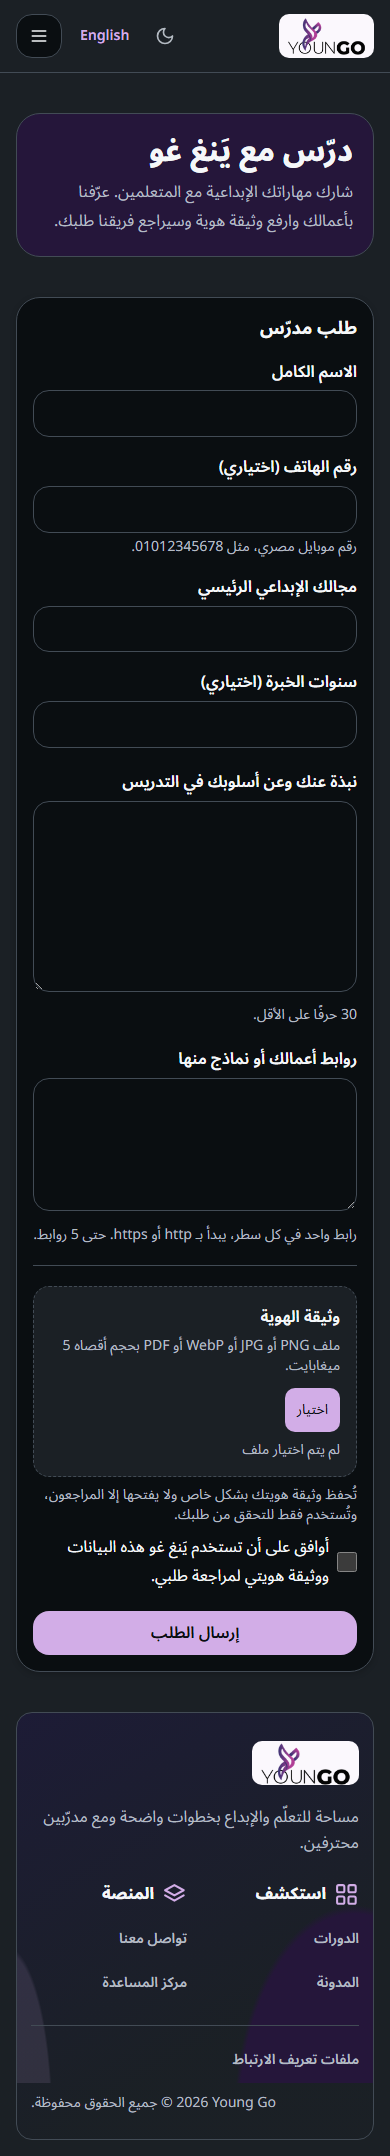 English
YOUNGO
درّس مع يَنغ غو
شارك مهاراتك الإبداعية مع المتعلمين. عرّفنا
بأعمالك وارفع وثيقة هوية وسيراجع فريقنا طلبك.
طلب مدرّس
الاسم الكامل
رقم الهاتف (اختياري)
رقم موبايل مصري، مثل 01012345678.
مجالك الإبداعي الرئيسي
سنوات الخبرة (اختياري)
نبذة عنك وعن أسلوبك في التدريس
30 حرفًا على الأقل.
روابط أعمالك أو نماذج منها
رابط واحد في كل سطر، يبدأ بـ http أو https. حتى 5 روابط.
وثيقة الهوية
ملف PNG أو JPG أو WebP أو PDF بحجم أقصاه 5
ميغابايت.
اختيار
لم يتم اختيار ملف
تُحفظ وثيقة هويتك بشكل خاص ولا يفتحها إلا المراجعون،
وتُستخدم فقط للتحقق من طلبك.
أوافق على أن تستخدم يَنغ غو هذه البيانات
ووثيقة هويتي لمراجعة طلبي.
إرسال الطلب
YOUNGO
مساحة للتعلّم والإبداع بخطوات واضحة ومع مدرّبين
محترفين.
استكشف
الدورات
المدونة
المنصة
تواصل معنا
مركز المساعدة
ملفات تعريف الارتباط
Young Go 2026 © جميع الحقوق محفوظة.